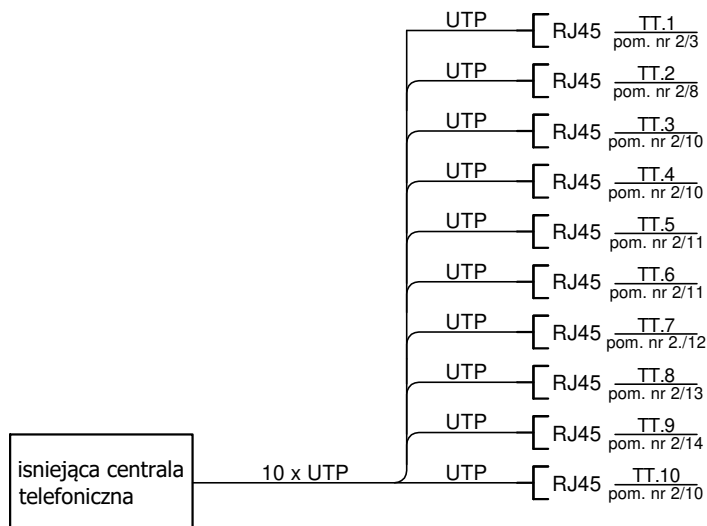 UTP RJ45 TT.1
pom. nr 2/3
UTP RJ45 TT.2
pom. nr 2/8
UTP RJ45 TT.3
pom. nr 2/10
UTP RJ45 TT.4
pom. nr 2/10
UTP RJ45 TT.5
pom. nr 2/11
UTP RJ45 TT.6
pom. nr 2/11
UTP RJ45 TT.7
pom. nr 2./12
UTP RJ45 TT.8
pom. nr 2/13
UTP RJ45 TT.9
pom. nr 2/14
isniejąca centrala
telefoniczna
10 x UTP
UTP RJ45 TT.10
pom. nr 2/10